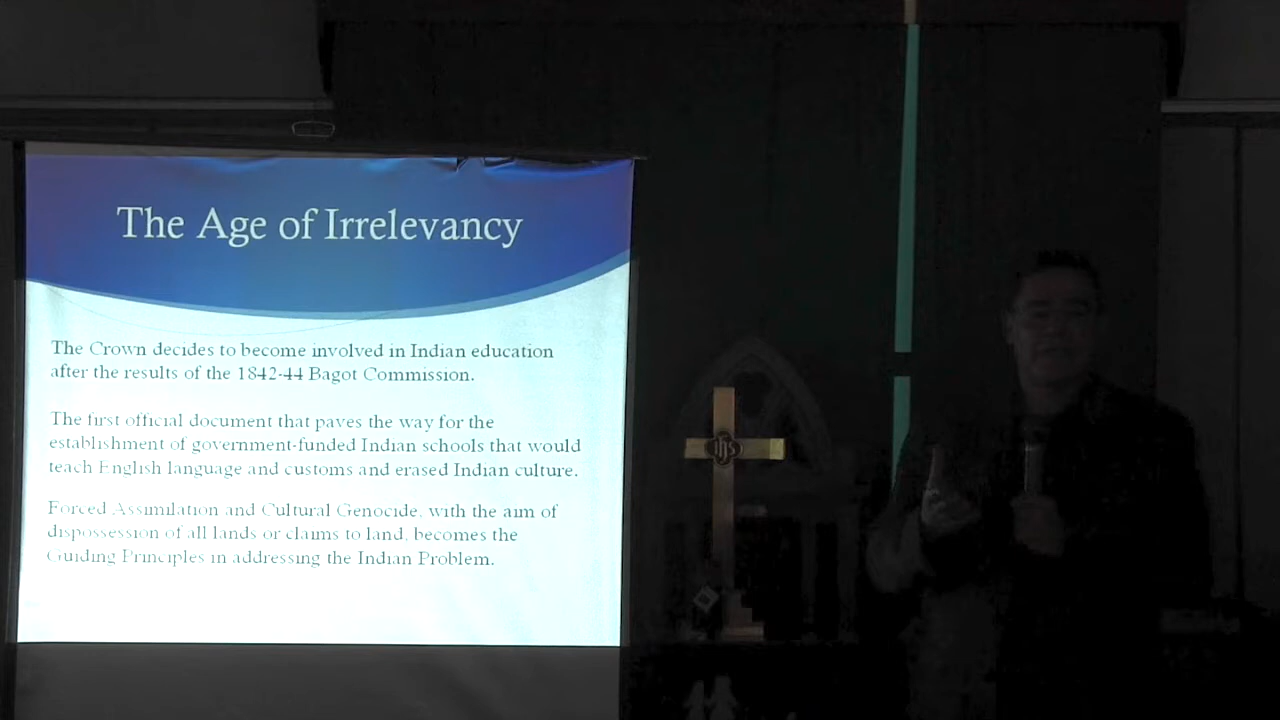 The Age of Irrelevancy
The Crown decides to become involved in Indian education
after the results of the 1842-44 Bagot Commission.
The first official document that paves the way for the
establishment of government-funded Indian schools that would
teach English language and customs and erased Indian culture.
Forced Assimilation and Cultural Genocide, with the aim of
dispossession of all lands or claims to land, becomes the
Guiding Principles in addressing the Indian Problem.
ihs